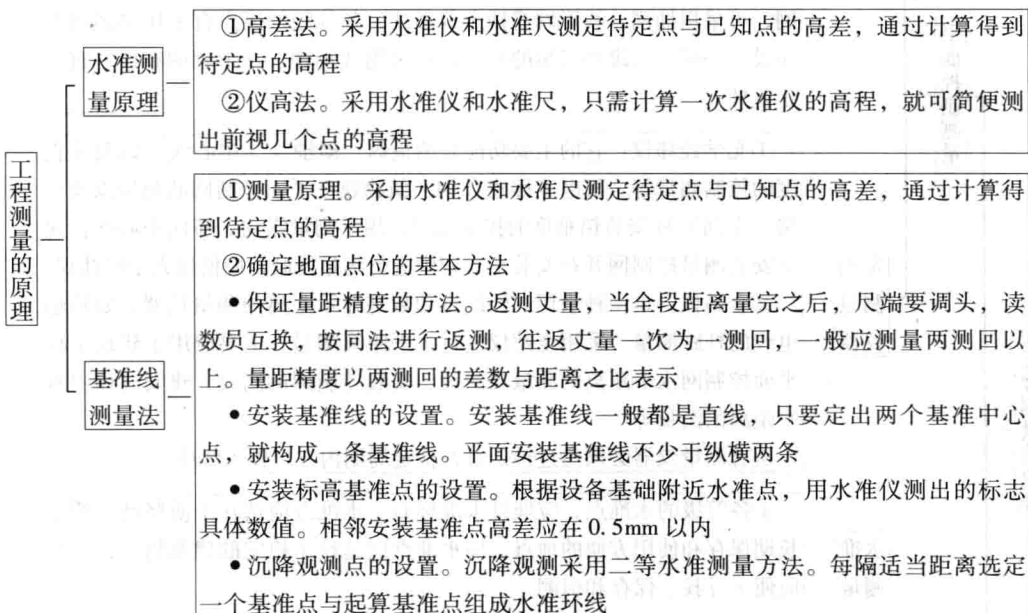 工程测量的原理
水准测
量原理
①高差法。采用水准仪和水准尺测定待定点与已知点的高差，通过计算得到
待定点的高程
②仪高法。采用水准仪和水准尺，只需计算一次水准仪的高程，就可简便测
出前视几个点的高程
基准线
测量法
①测量原理。采用水准仪和水准尺测定待定点与已知点的高差，通过计算得
到待定点的高程
②确定地面点位的基本方法
●保证量距精度的方法。返测丈量，当全段距离量完之后，尺端要调头，读
数员互换，按同法进行返测，往返丈量一次为一测回，一般应测量两测回以
上。量距精度以两测回的差数与距离之比表示
●安装基准线的设置。安装基准线一般都是直线，只要定出两个基准中心
点，就构成一条基准线。平面安装基准线不少于纵横两条
●安装标高基准点的设置。根据设备基础附近水准点，用水准仪测出的标志
具体数值。相邻安装基准点高差应在 0.5mm 以内
●沉降观测点的设置。沉降观测采用二等水准测量方法。每隔适当距离选定
一个基准点与起算基准点组成水准环线